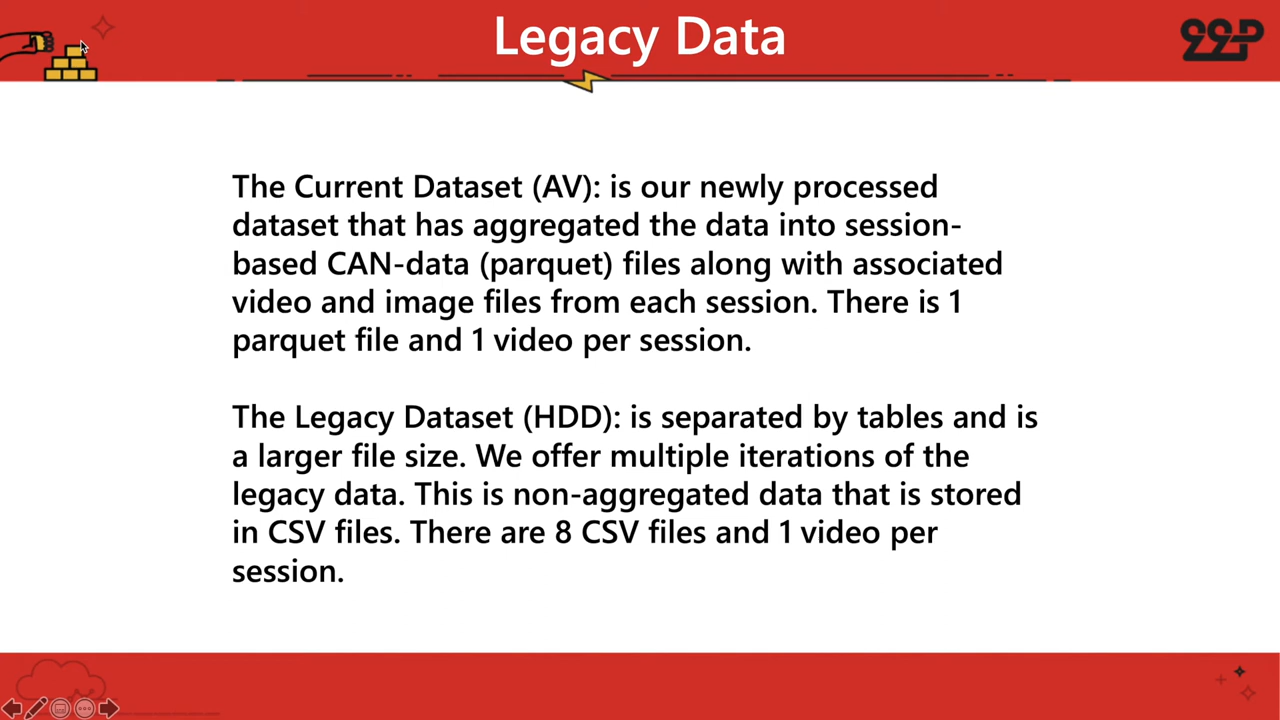 Legacy Data
99P
The Current Dataset (AV): is our newly processed
dataset that has aggregated the data into session-
based CAN-data (parquet) files along with associated
video and image files from each session. There is 1
parquet file and 1 video per session.
The Legacy Dataset (HDD): is separated by tables and is
a larger file size. We offer multiple iterations of the
legacy data. This is non-aggregated data that is stored
in CSV files. There are 8 CSV files and 1 video per
session.